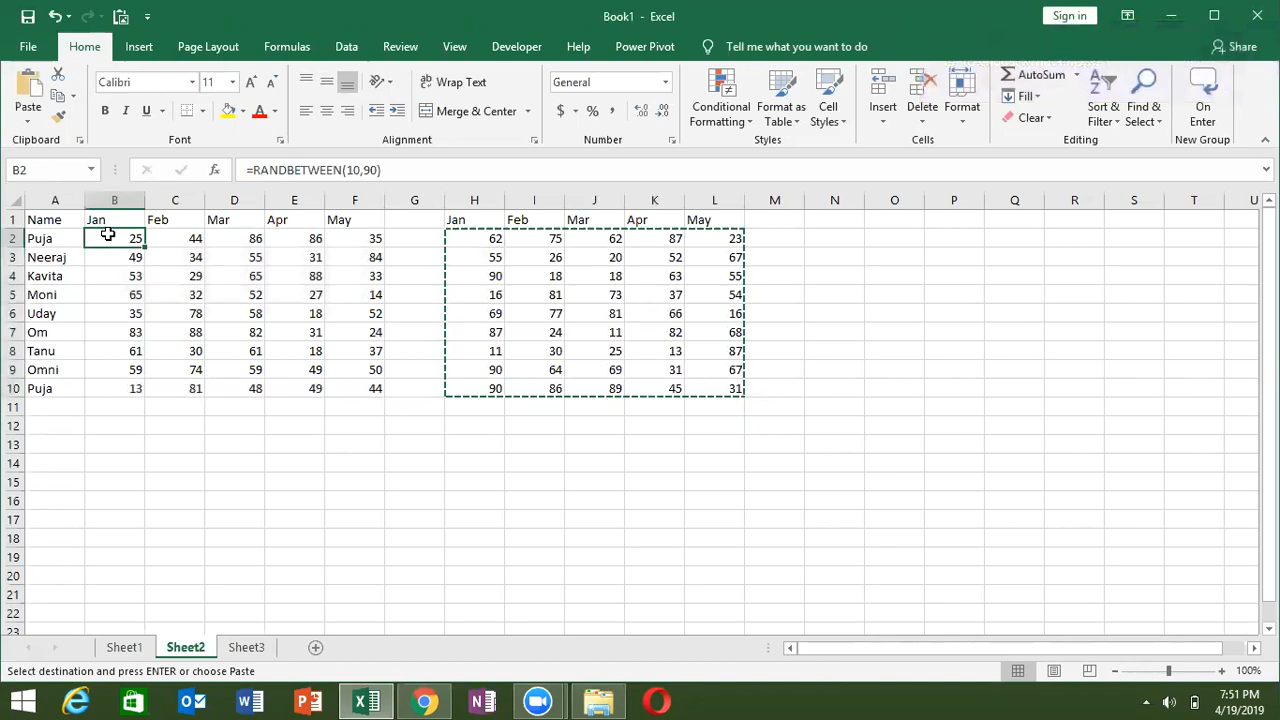 Book1 - Excel
Sign in
File Home Insert Page Layout Formulas Data Review View Developer Help Power Pivot Tell me what you want to do Share
Paste
Clipboard
Calibri 11
B I U
Font
Wrap Text
Merge & Center
Alignment
General
$ % ,
Number
Conditional Formatting
Format as Table
Cell Styles
Styles
Insert Delete Format
Cells
AutoSum
Fill
Clear
Sort & Filter
Find & Select
Editing
On Enter
New Group
B2 fx =RANDBETWEEN(10,90)
A B C D E F G H I J K L M N O P Q R S T U
1 Name Jan Feb Mar Apr May Jan Feb Mar Apr May
2 Puja 25 44 86 86 35 62 75 62 87 23
3 Neeraj 49 34 55 31 84 55 26 20 52 67
4 Kavita 53 29 65 88 33 90 18 18 63 55
5 Moni 65 32 52 27 14 16 81 73 37 54
6 Uday 35 78 58 18 52 69 77 81 66 16
7 Om 83 88 82 31 24 87 24 11 82 68
8 Tanu 61 30 61 18 37 11 30 25 13 87
9 Omni 59 74 59 49 50 90 64 69 31 67
10 Puja 13 81 48 49 44 90 86 89 45 31
11
12
13
14
15
16
17
18
19
20
21
22
23
Sheet1 Sheet2 Sheet3
Select destination and press ENTER or choose Paste
100%
7:51 PM
4/19/2019